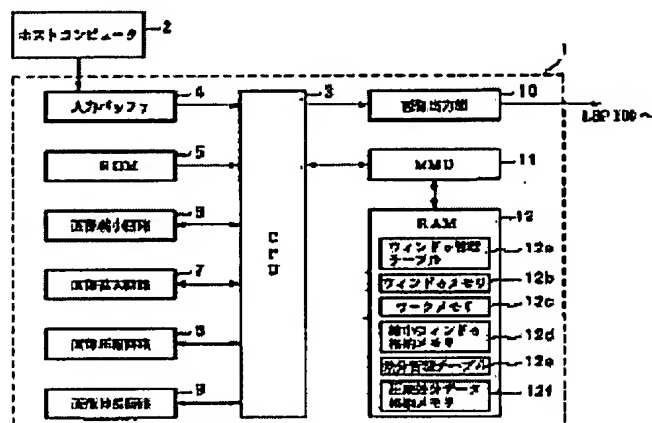 ホストコンピュータ
2
1
入力バッファ
4
3
画像出力部
10
LBP 100へ
ROM
5
MMU
11
画像縮小回路
6
CPU
RAM
12
画像拡大回路
7
ウィンドウ管理
テーブル
12a
ウィンドウメモリ
12b
ワークメモリ
12c
画像圧縮回路
8
縮小ウィンドウ
格納メモリ
12d
差分管理テーブル
12e
画像伸長回路
9
圧縮差分データ
格納メモリ
12f